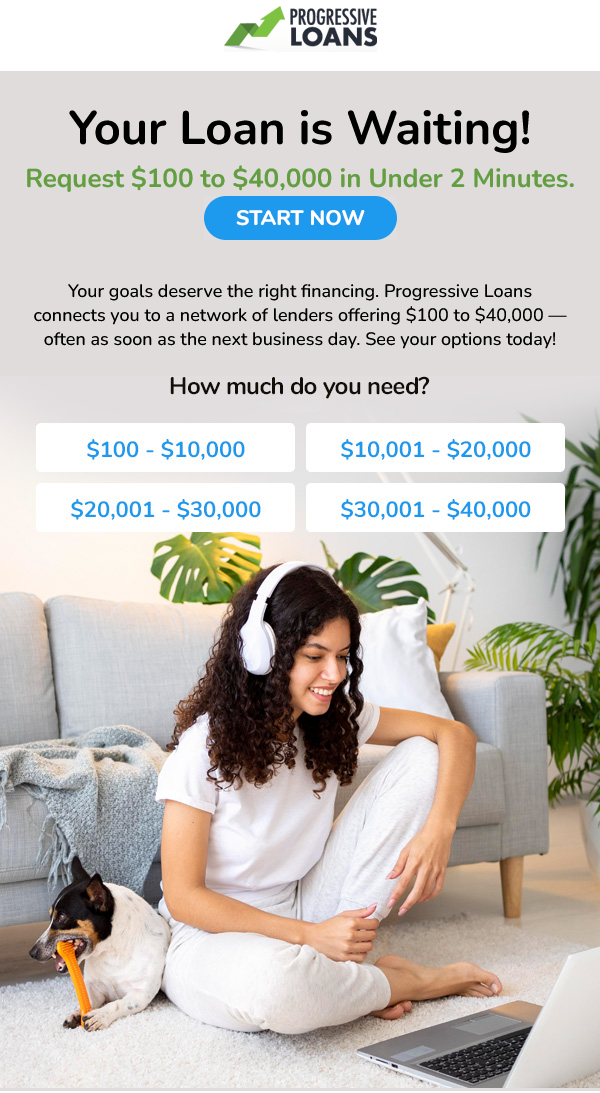 PROGRESSIVE
LOANS
Your Loan is Waiting!
Request $100 to $40,000 in Under 2 Minutes.
START NOW
Your goals deserve the right financing. Progressive Loans
connects you to a network of lenders offering $100 to $40,000 —
often as soon as the next business day. See your options today!
How much do you need?
$100 - $10,000
$10,001 - $20,000
$20,001 - $30,000
$30,001 - $40,000